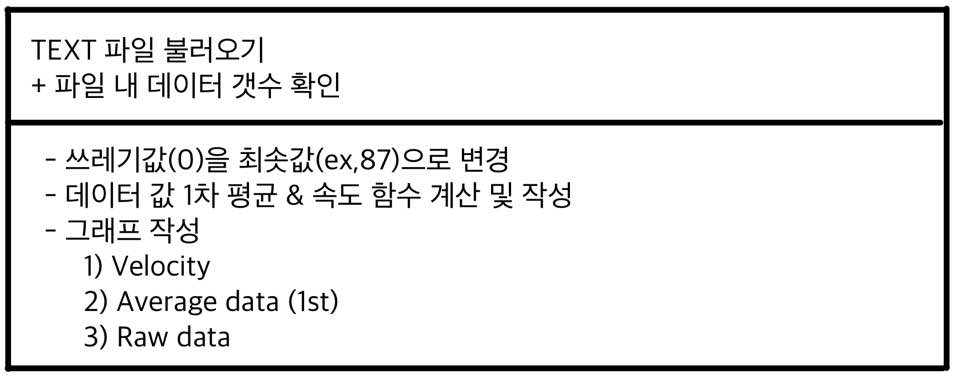 TEXT 파일 불러오기
+ 파일 내 데이터 갯수 확인
- 쓰레기값(0)을 최솟값(ex,87)으로 변경
- 데이터 값 1차 평균 & 속도 함수 계산 및 작성
- 그래프 작성
1) Velocity
2) Average data (1st)
3) Raw data